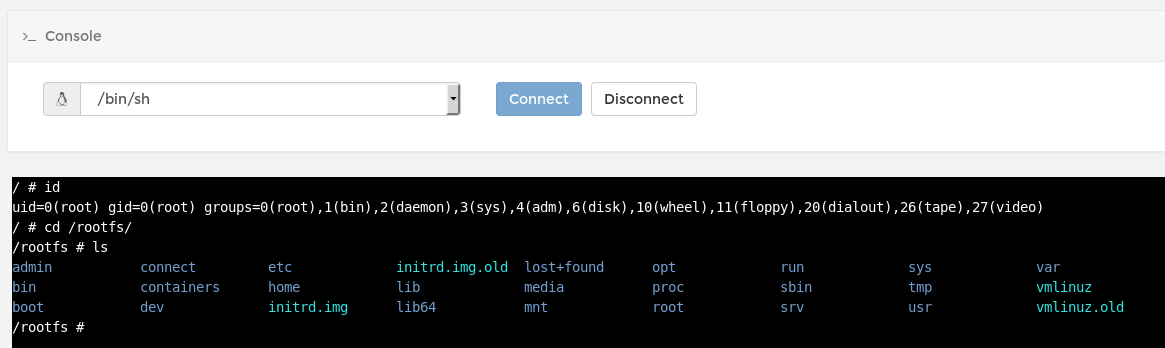 >_ Console
/bin/sh Connect Disconnect
/ # id
uid=0(root) gid=0(root) groups=0(root),1(bin),2(daemon),3(sys),4(adm),6(disk),10(wheel),11(floppy),20(dialout),26(tape),27(video)
/ # cd /rootfs/
/rootfs # ls
admin connect etc initrd.img.old lost+found opt run sys var
bin containers home lib media proc sbin tmp vmlinuz
boot dev initrd.img lib64 mnt root srv usr vmlinuz.old
/rootfs #